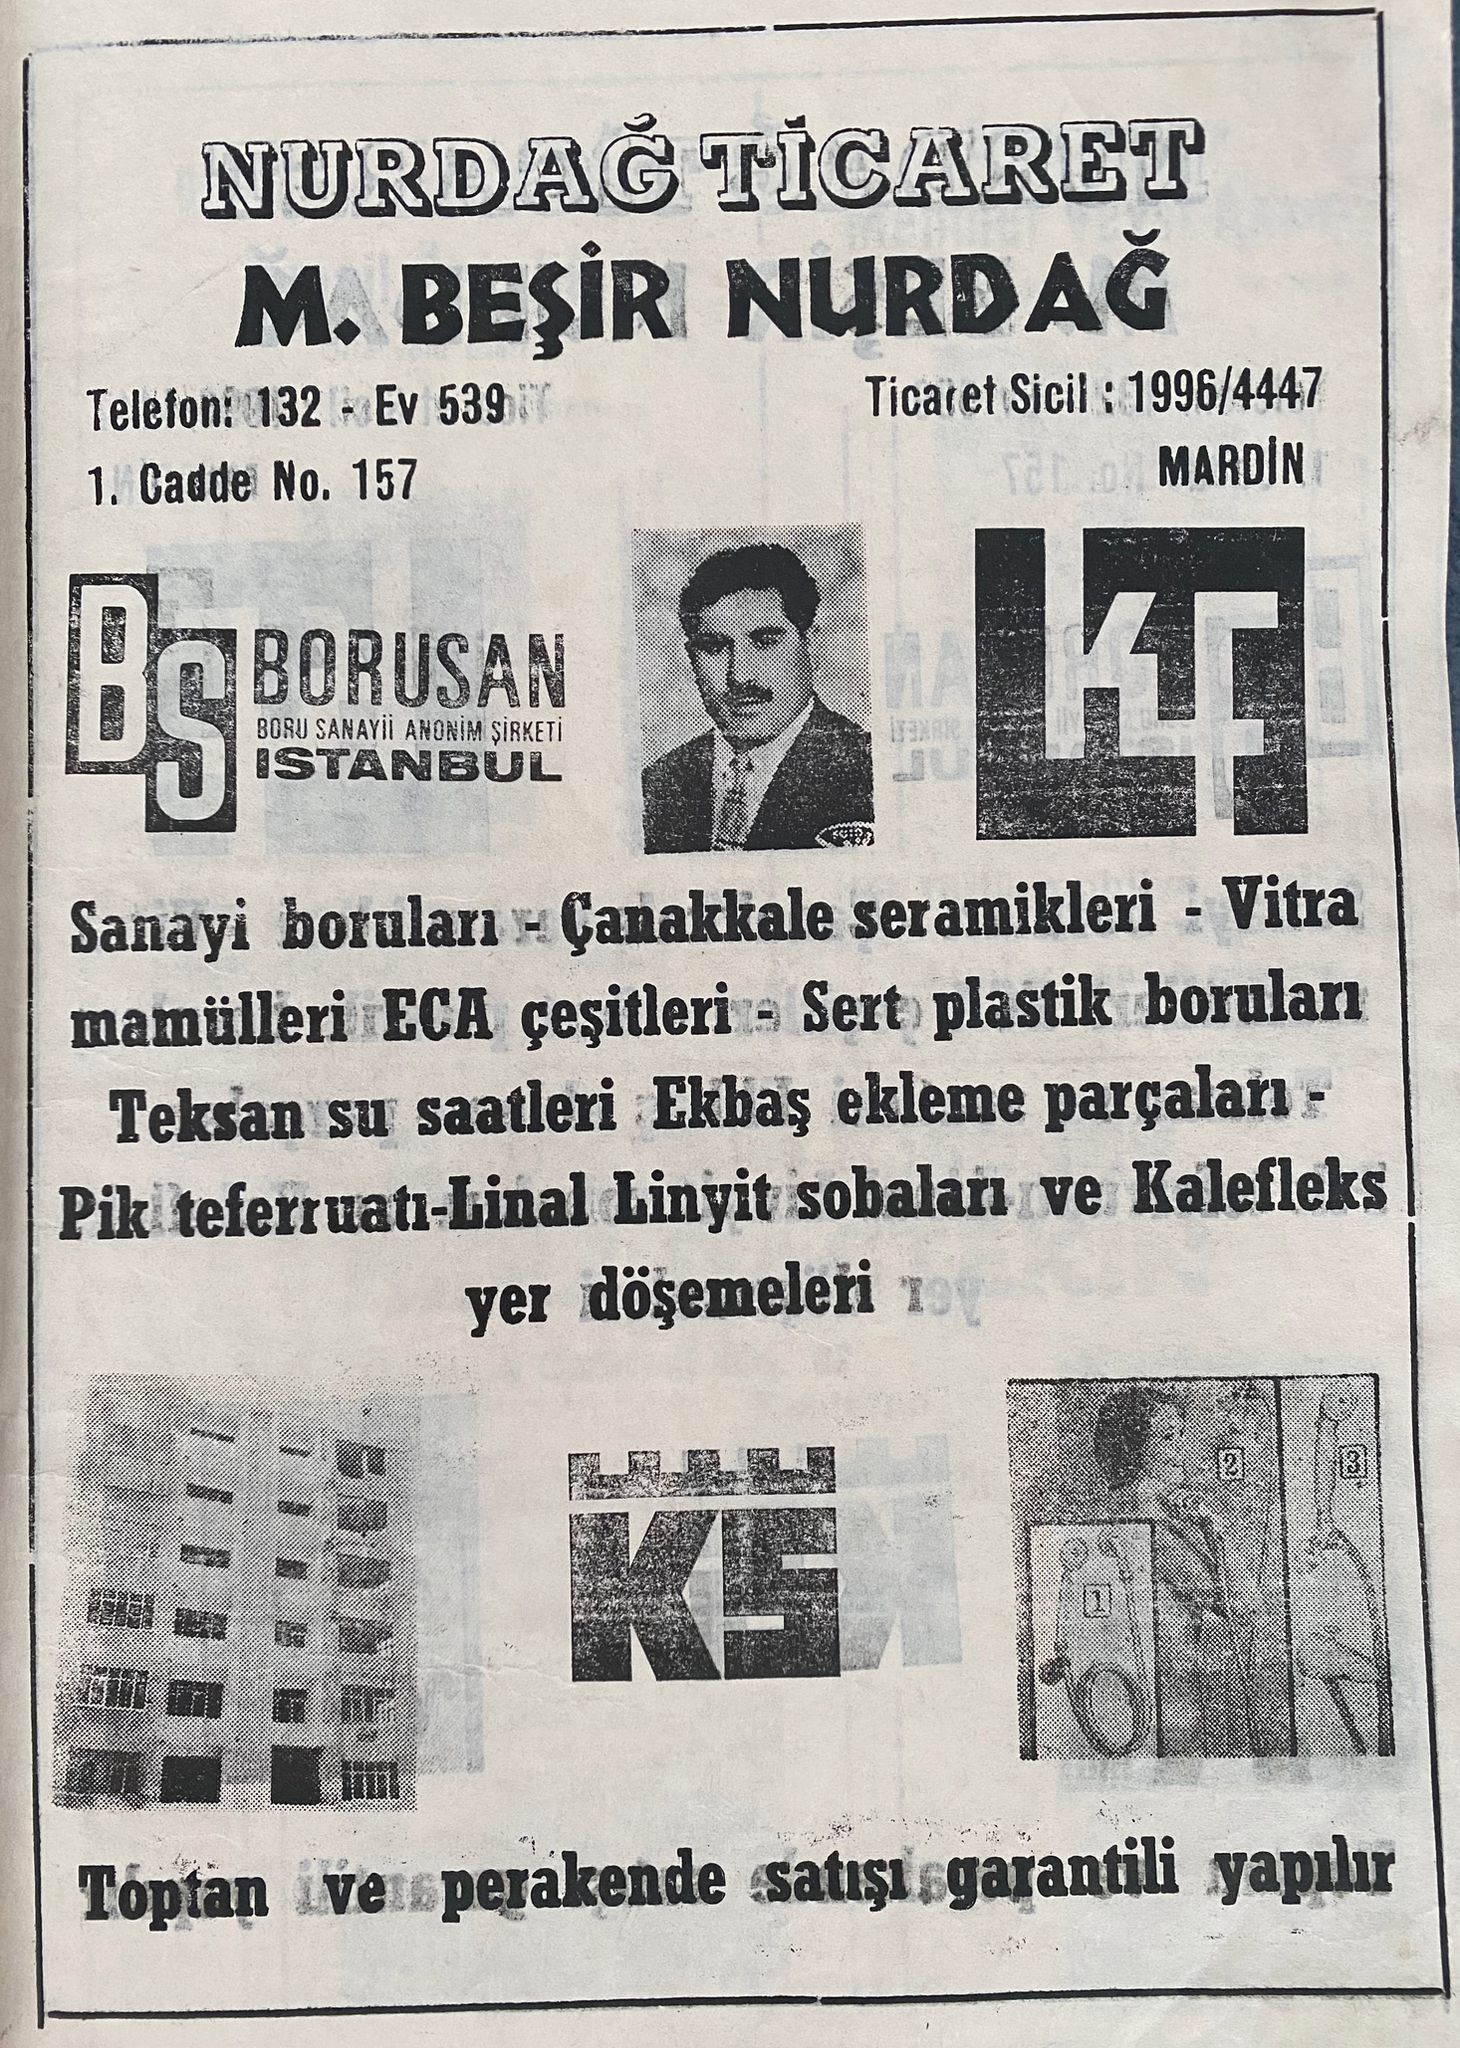 NURDAĞ TİCARET
M. BEŞİR NURDAĞ
Telefon: 132 - Ev 539
Ticaret Sicil : 1996/4447
1. Cadde No. 157
MARDİN
BS
BORUSAN
BORU SANAYİİ ANONİM ŞİRKETİ
ISTANBUL
Sanayi boruları - Çanakkale seramikleri - Vitra
mamülleri ECA çeşitleri - Sert plastik boruları
Teksan su saatleri Ekbaş ekleme parçaları -
Pik teferruatı-Linal Linyit sobaları ve Kalefleks
yer döşemeleri
KS
1
2
3
Toptan ve perakende satışı garantili yapılır